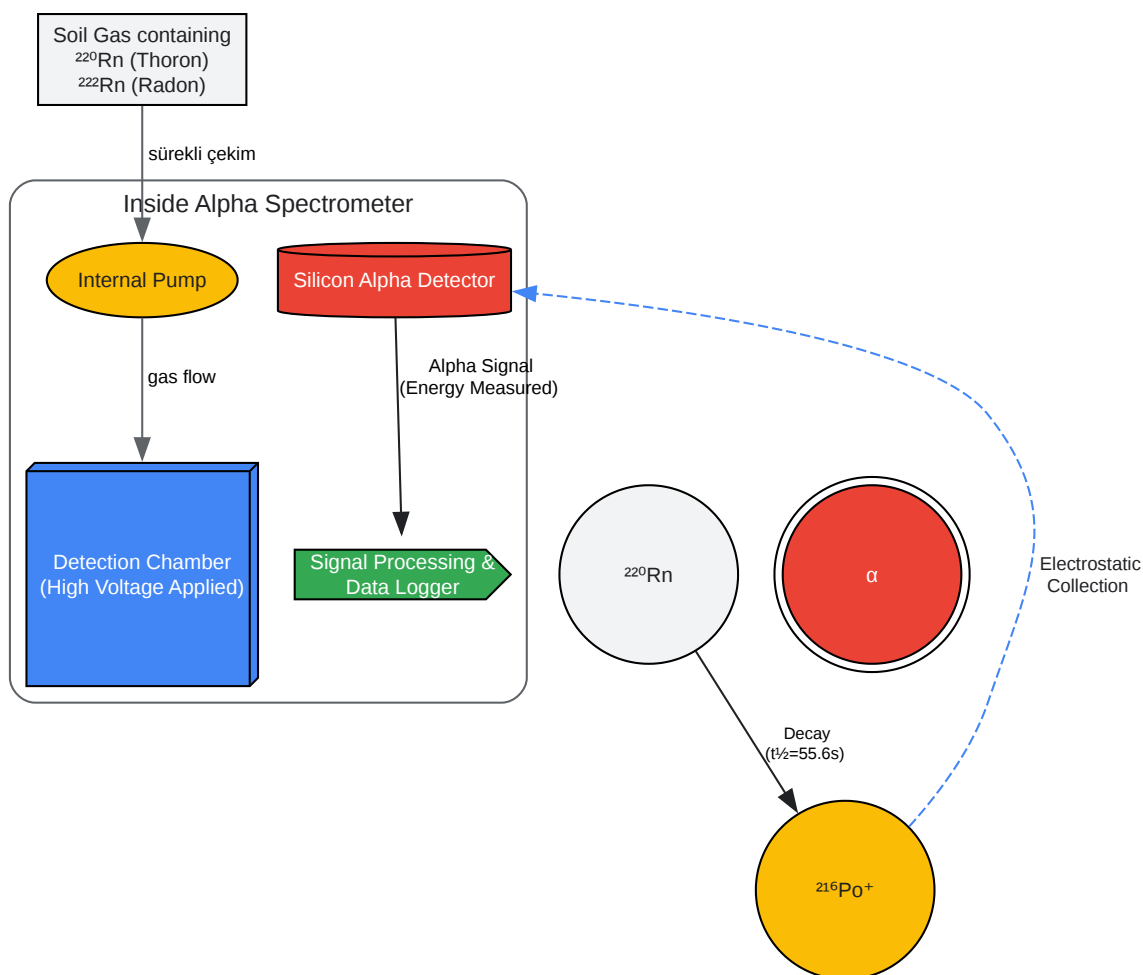 Soil Gas containing
²²⁰Rn (Thoron)
²²²Rn (Radon)
sürekli çekim
Inside Alpha Spectrometer
Internal Pump
Silicon Alpha Detector
gas flow
Alpha Signal
(Energy Measured)
Detection Chamber
(High Voltage Applied)
Signal Processing &
Data Logger
²²⁰Rn
α
Electrostatic
Collection
Decay
(t½=55.6s)
²¹⁶Po⁺